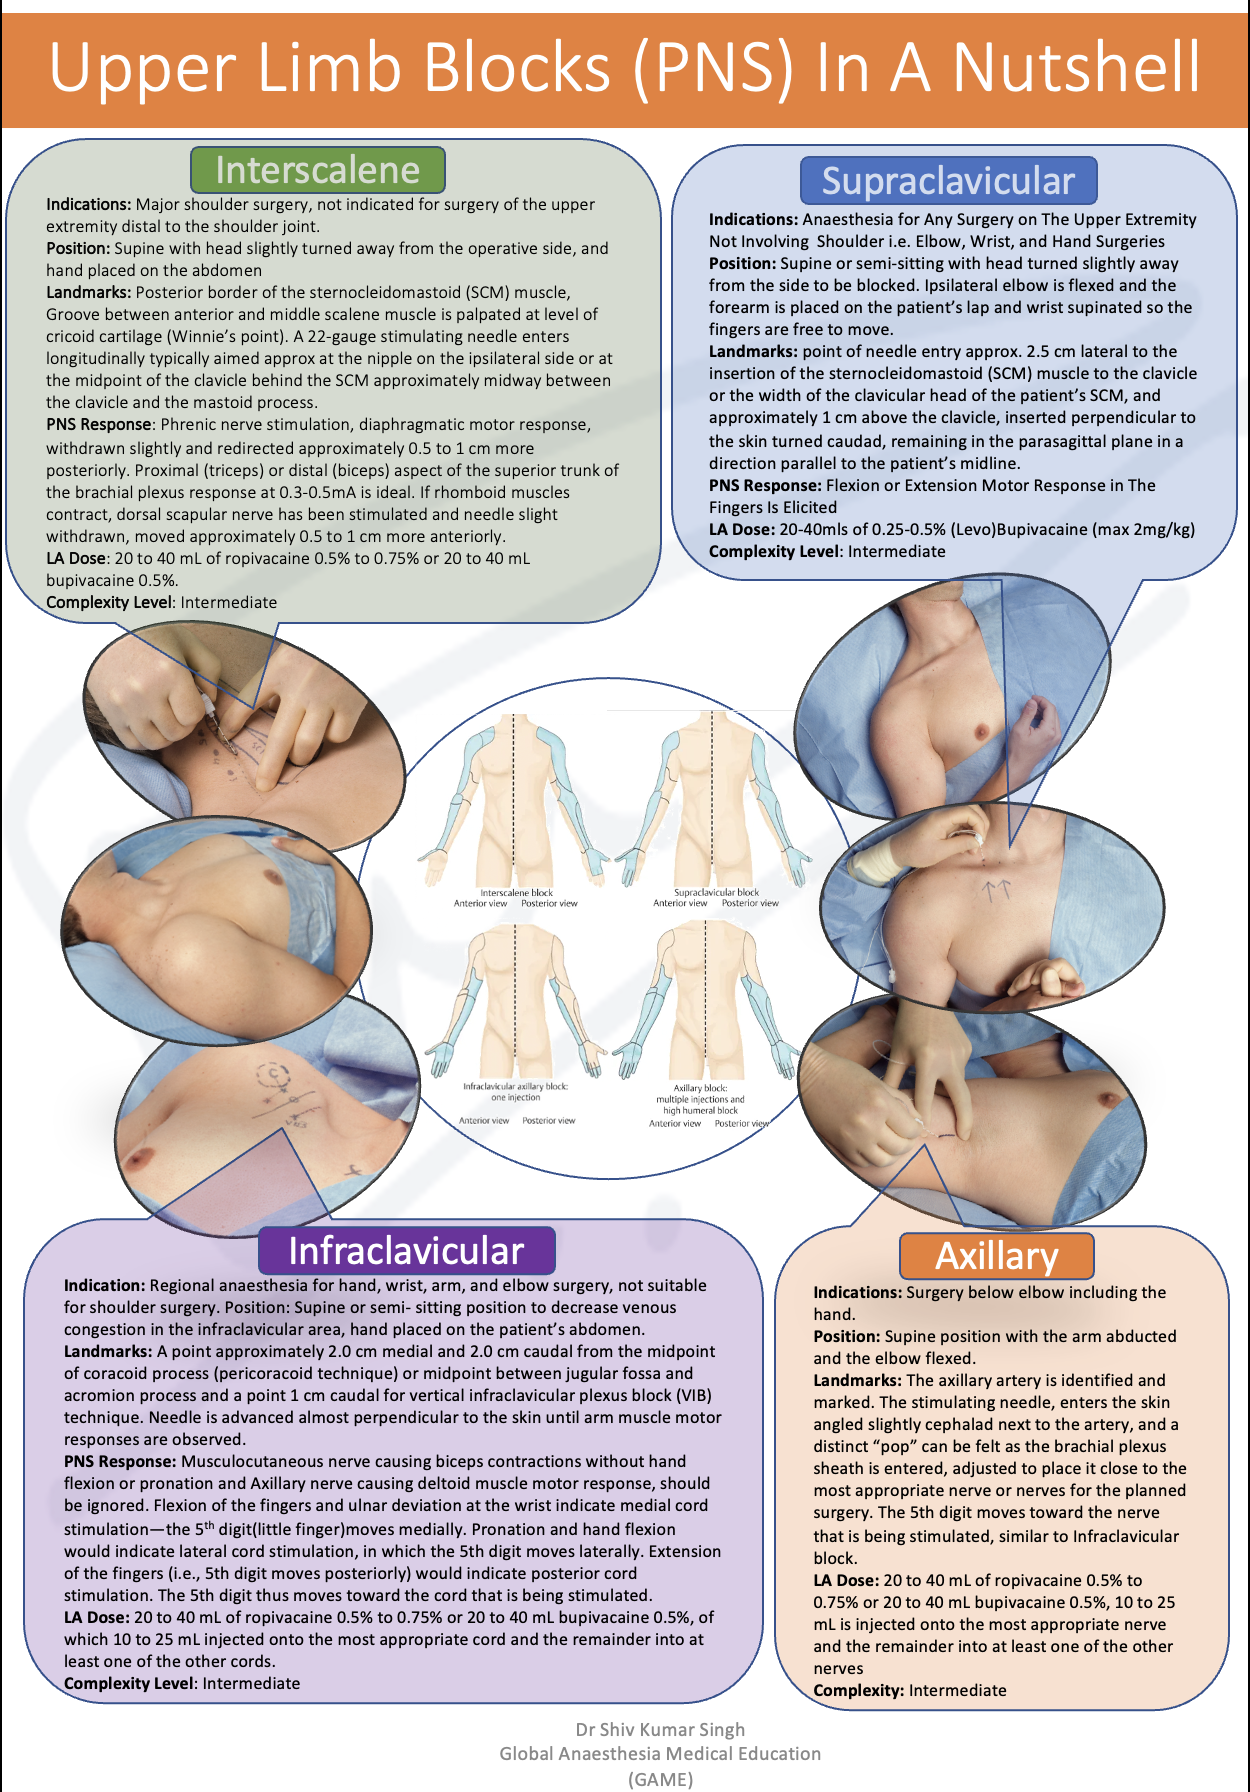 Upper Limb Blocks (PNS) In A Nutshell
Interscalene
Indications: Major shoulder surgery, not indicated for surgery of the upper
extremity distal to the shoulder joint.
Position: Supine with head slightly turned away from the operative side, and
hand placed on the abdomen
Landmarks: Posterior border of the sternocleidomastoid (SCM) muscle,
Groove between anterior and middle scalene muscle is palpated at level of
cricoid cartilage (Winnie's point). A 22-gauge stimulating needle enters
longitudinally typically aimed approx at the nipple on the ipsilateral side or at
the midpoint of the clavicle behind the SCM approximately midway between
the clavicle and the mastoid process.
PNS Response: Phrenic nerve stimulation, diaphragmatic motor response,
withdrawn slightly and redirected approximately 0.5 to 1 cm more
posteriorly. Proximal (triceps) or distal (biceps) aspect of the superior trunk of
the brachial plexus response at 0.3-0.5mA is ideal. If rhomboid muscles
contract, dorsal scapular nerve has been stimulated and needle slight
withdrawn, moved approximately 0.5 to 1 cm more anteriorly.
LA Dose: 20 to 40 mL of ropivacaine 0.5% to 0.75% or 20 to 40 mL
bupivacaine 0.5%.
Complexity Level: Intermediate
Supraclavicular
Indications: Anaesthesia for Any Surgery on The Upper Extremity
Not Involving  Shoulder i.e. Elbow, Wrist, and Hand Surgeries
Position: Supine or semi-sitting with head turned slightly away
from the side to be blocked. Ipsilateral elbow is flexed and the
forearm is placed on the patient's lap and wrist supinated so the
fingers are free to move.
Landmarks: point of needle entry approx. 2.5 cm lateral to the
insertion of the sternocleidomastoid (SCM) muscle to the clavicle
or the width of the clavicular head of the patient's SCM, and
approximately 1 cm above the clavicle, inserted perpendicular to
the skin turned caudad, remaining in the parasagittal plane in a
direction parallel to the patient's midline.
PNS Response: Flexion or Extension Motor Response in The
Fingers Is Elicited
LA Dose: 20-40mls of 0.25-0.5% (Levo)Bupivacaine (max 2mg/kg)
Complexity Level: Intermediate
Interscalene block
Anterior view Posterior view
Supraclavicular block
Anterior view Posterior view
Infraclavicular axillary block:
one injection
Anterior view Posterior view
Axillary block:
multiple injections and
high humeral block
Anterior view Posterior view
Infraclavicular
Indication: Regional anaesthesia for hand, wrist, arm, and elbow surgery, not suitable
for shoulder surgery. Position: Supine or semi- sitting position to decrease venous
congestion in the infraclavicular area, hand placed on the patient's abdomen.
Landmarks: A point approximately 2.0 cm medial and 2.0 cm caudal from the midpoint
of coracoid process (pericoracoid technique) or midpoint between jugular fossa and
acromion process and a point 1 cm caudal for vertical infraclavicular plexus block (VIB)
technique. Needle is advanced almost perpendicular to the skin until arm muscle motor
responses are observed.
PNS Response: Musculocutaneous nerve causing biceps contractions without hand
flexion or pronation and Axillary nerve causing deltoid muscle motor response, should
be ignored. Flexion of the fingers and ulnar deviation at the wrist indicate medial cord
stimulation—the 5th digit(little finger)moves medially. Pronation and hand flexion
would indicate lateral cord stimulation, in which the 5th digit moves laterally. Extension
of the fingers (i.e., 5th digit moves posteriorly) would indicate posterior cord
stimulation. The 5th digit thus moves toward the cord that is being stimulated.
LA Dose: 20 to 40 mL of ropivacaine 0.5% to 0.75% or 20 to 40 mL bupivacaine 0.5%, of
which 10 to 25 mL injected onto the most appropriate cord and the remainder into at
least one of the other cords.
Complexity Level: Intermediate
Axillary
Indications: Surgery below elbow including the
hand.
Position: Supine position with the arm abducted
and the elbow flexed.
Landmarks: The axillary artery is identified and
marked. The stimulating needle, enters the skin
angled slightly cephalad next to the artery, and a
distinct “pop” can be felt as the brachial plexus
sheath is entered, adjusted to place it close to the
most appropriate nerve or nerves for the planned
surgery. The 5th digit moves toward the nerve
that is being stimulated, similar to Infraclavicular
block.
LA Dose: 20 to 40 mL of ropivacaine 0.5% to
0.75% or 20 to 40 mL bupivacaine 0.5%, 10 to 25
mL is injected onto the most appropriate nerve
and the remainder into at least one of the other
nerves
Complexity: Intermediate
Dr Shiv Kumar Singh
Global Anaesthesia Medical Education
(GAME)